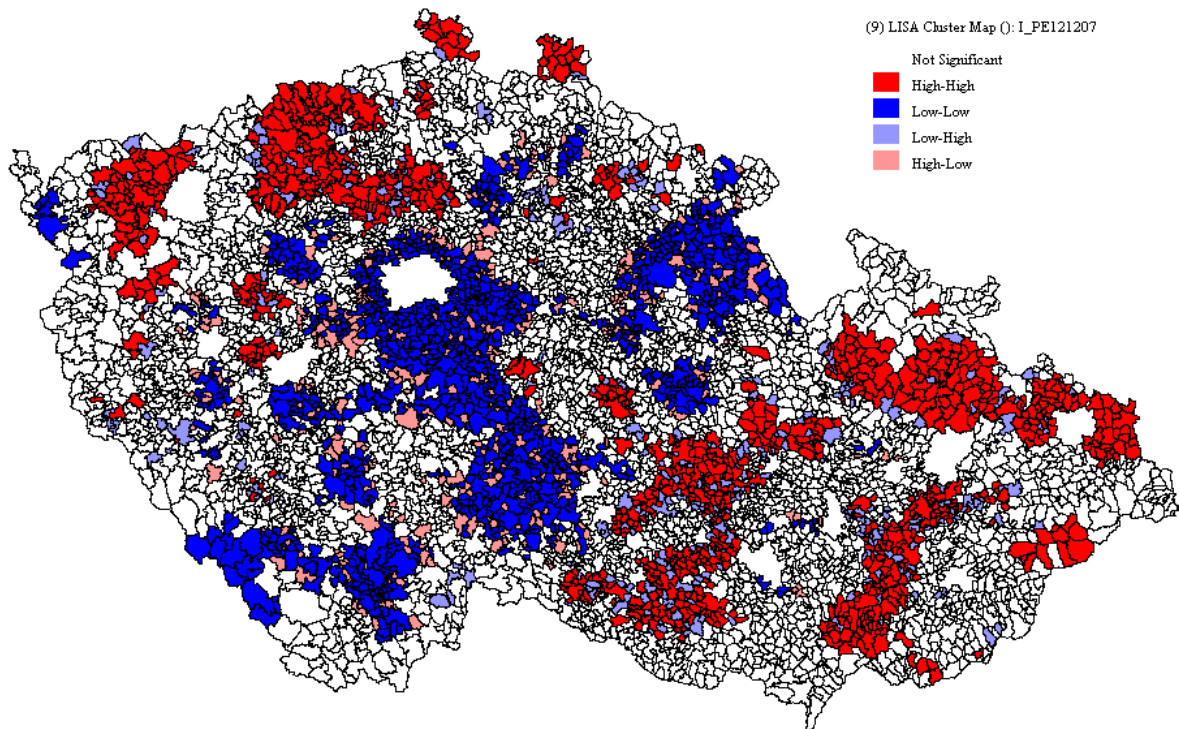 (9) LISA Cluster Map (): I_PE121207
Not Significant
High-High
Low-Low
Low-High
High-Low